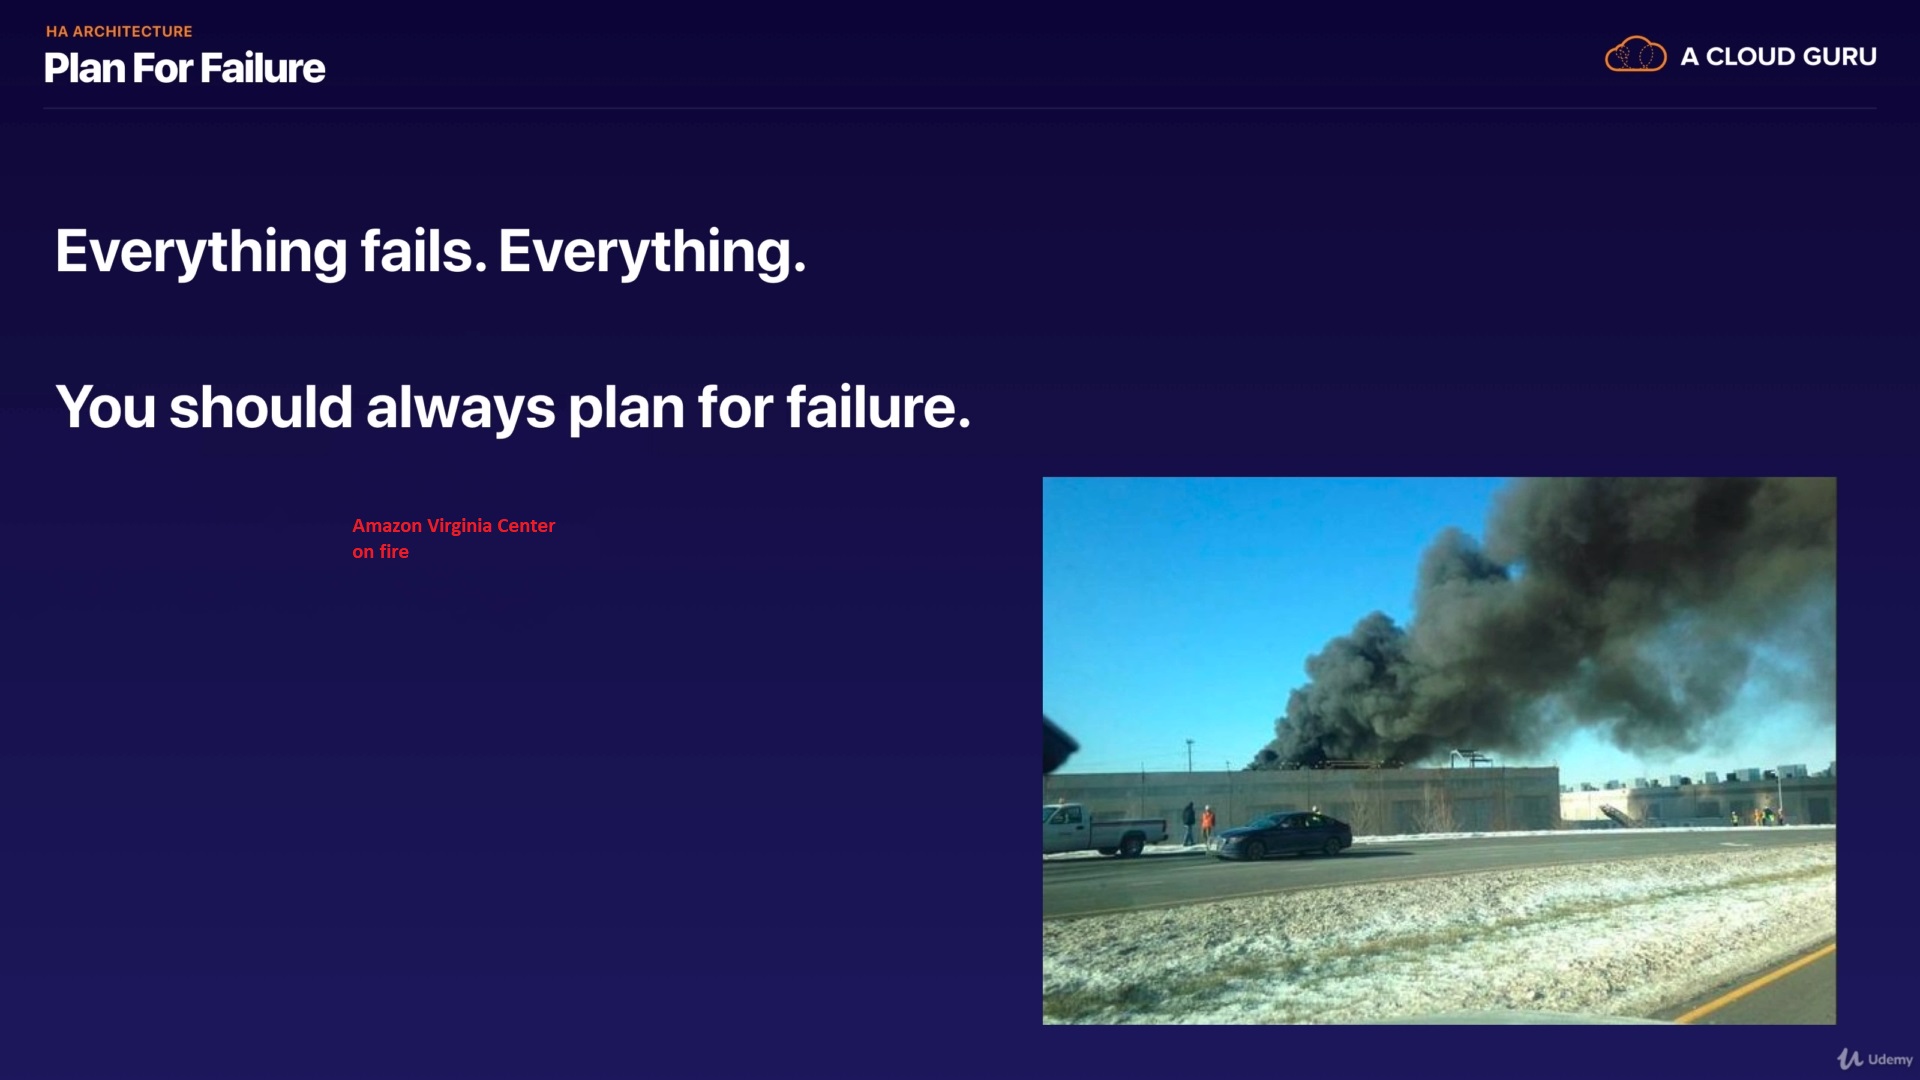 HA ARCHITECTURE
Plan For Failure
A CLOUD GURU
Everything fails. Everything.
You should always plan for failure.
Amazon Virginia Center
on fire
Udemy